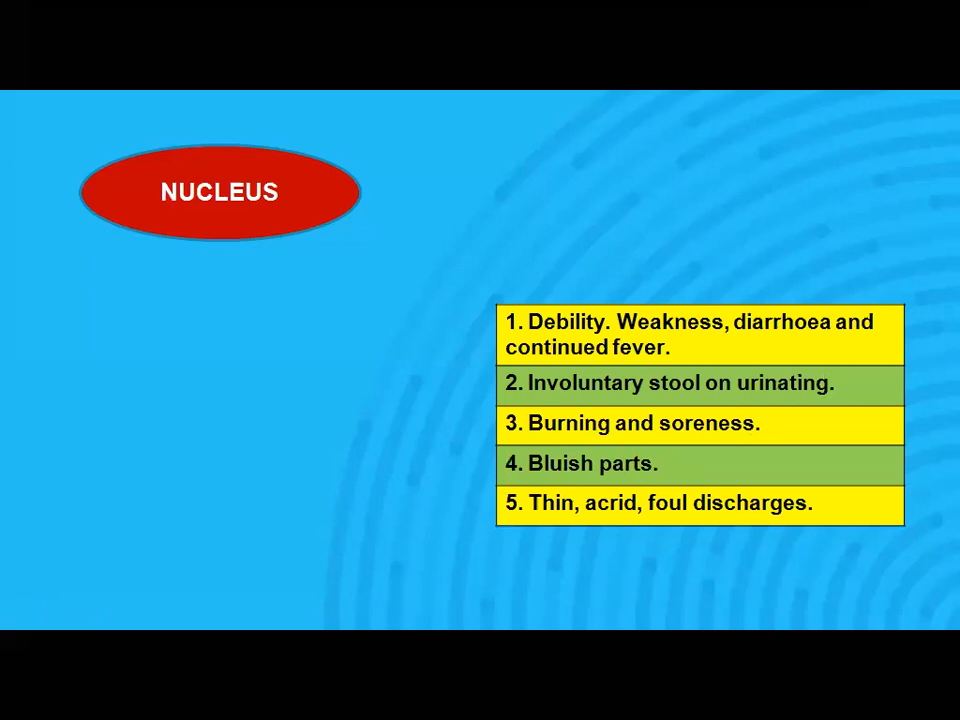 NUCLEUS
1. Debility. Weakness, diarrhoea and
continued fever.
2. Involuntary stool on urinating.
3. Burning and soreness.
4. Bluish parts.
5. Thin, acrid, foul discharges.